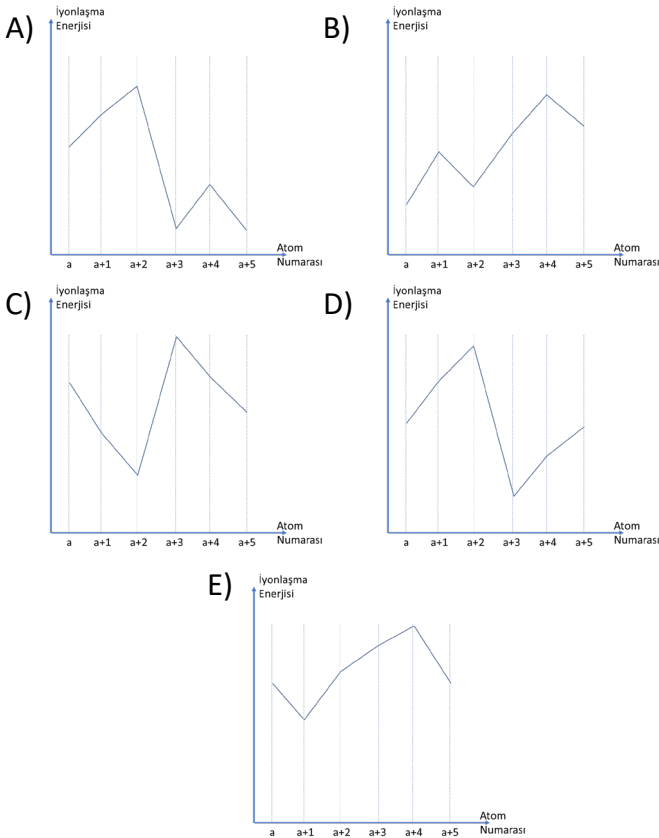 A)
İyonlaşma
Enerjisi
Atom
Numarası
a a+1 a+2 a+3 a+4 a+5
B)
İyonlaşma
Enerjisi
Atom
Numarası
a a+1 a+2 a+3 a+4 a+5
C)
İyonlaşma
Enerjisi
Atom
Numarası
a a+1 a+2 a+3 a+4 a+5
D)
İyonlaşma
Enerjisi
Atom
Numarası
a a+1 a+2 a+3 a+4 a+5
E)
İyonlaşma
Enerjisi
Atom
Numarası
a a+1 a+2 a+3 a+4 a+5